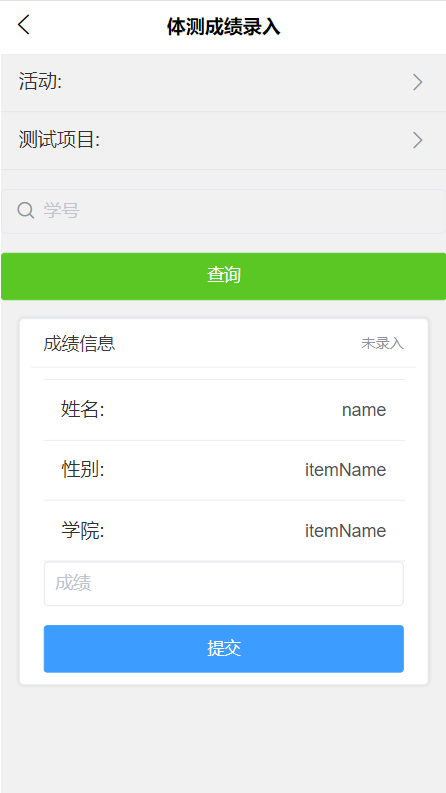 体测成绩录入
活动:
测试项目:
学号
查询
成绩信息 未录入
姓名: name
性别: itemName
学院: itemName
成绩
提交